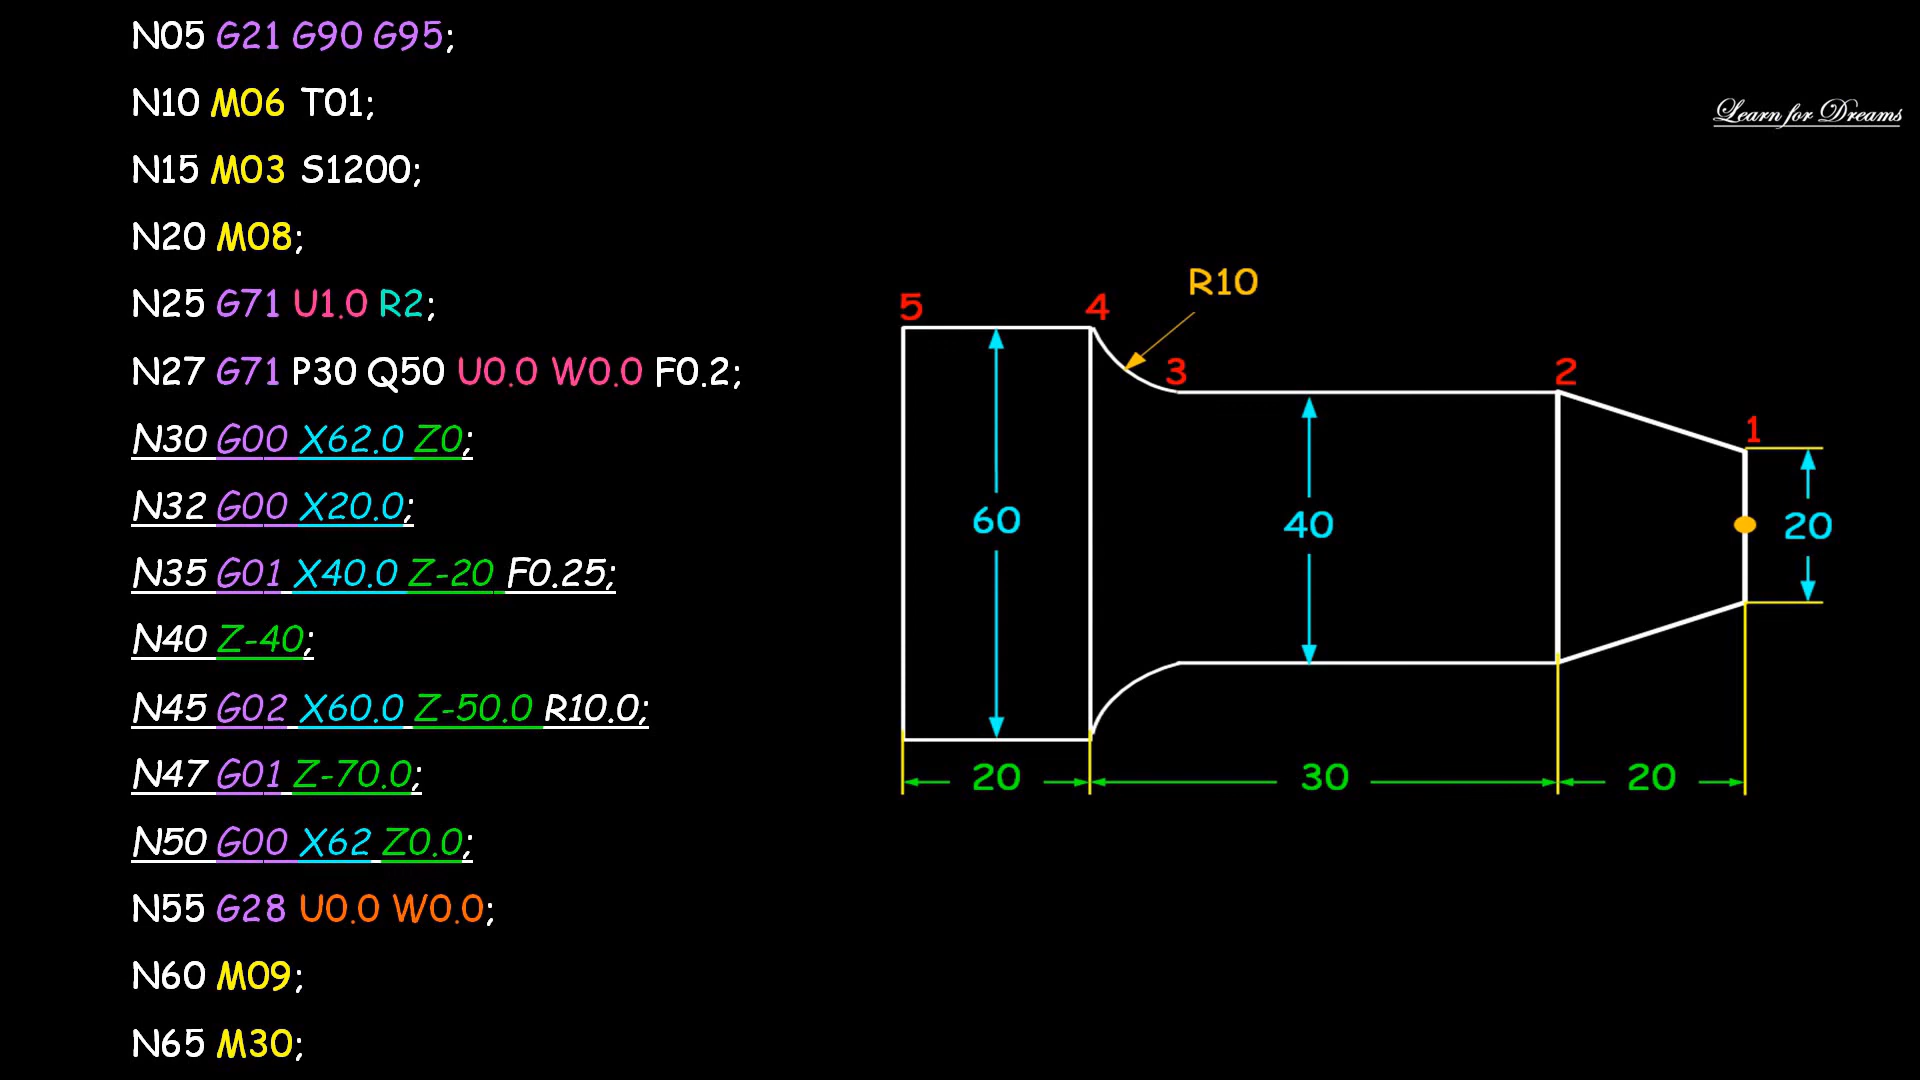 N05 G21 G90 G95;
N10 M06 T01;
N15 M03 S1200;
N20 M08;
N25 G71 U1.0 R2;
N27 G71 P30 Q50 U0.0 W0.0 F0.2;
N30 G00 X62.0 Z0;
N32 G00 X20.0;
N35 G01 X40.0 Z-20 F0.25;
N40 Z-40;
N45 G02 X60.0 Z-50.0 R10.0;
N47 G01 Z-70.0;
N50 G00 X62 Z0.0;
N55 G28 U0.0 W0.0;
N60 M09;
N65 M30;
Learn for Dreams
R10
5 4
3 2
1
60 40 20
20 30 20